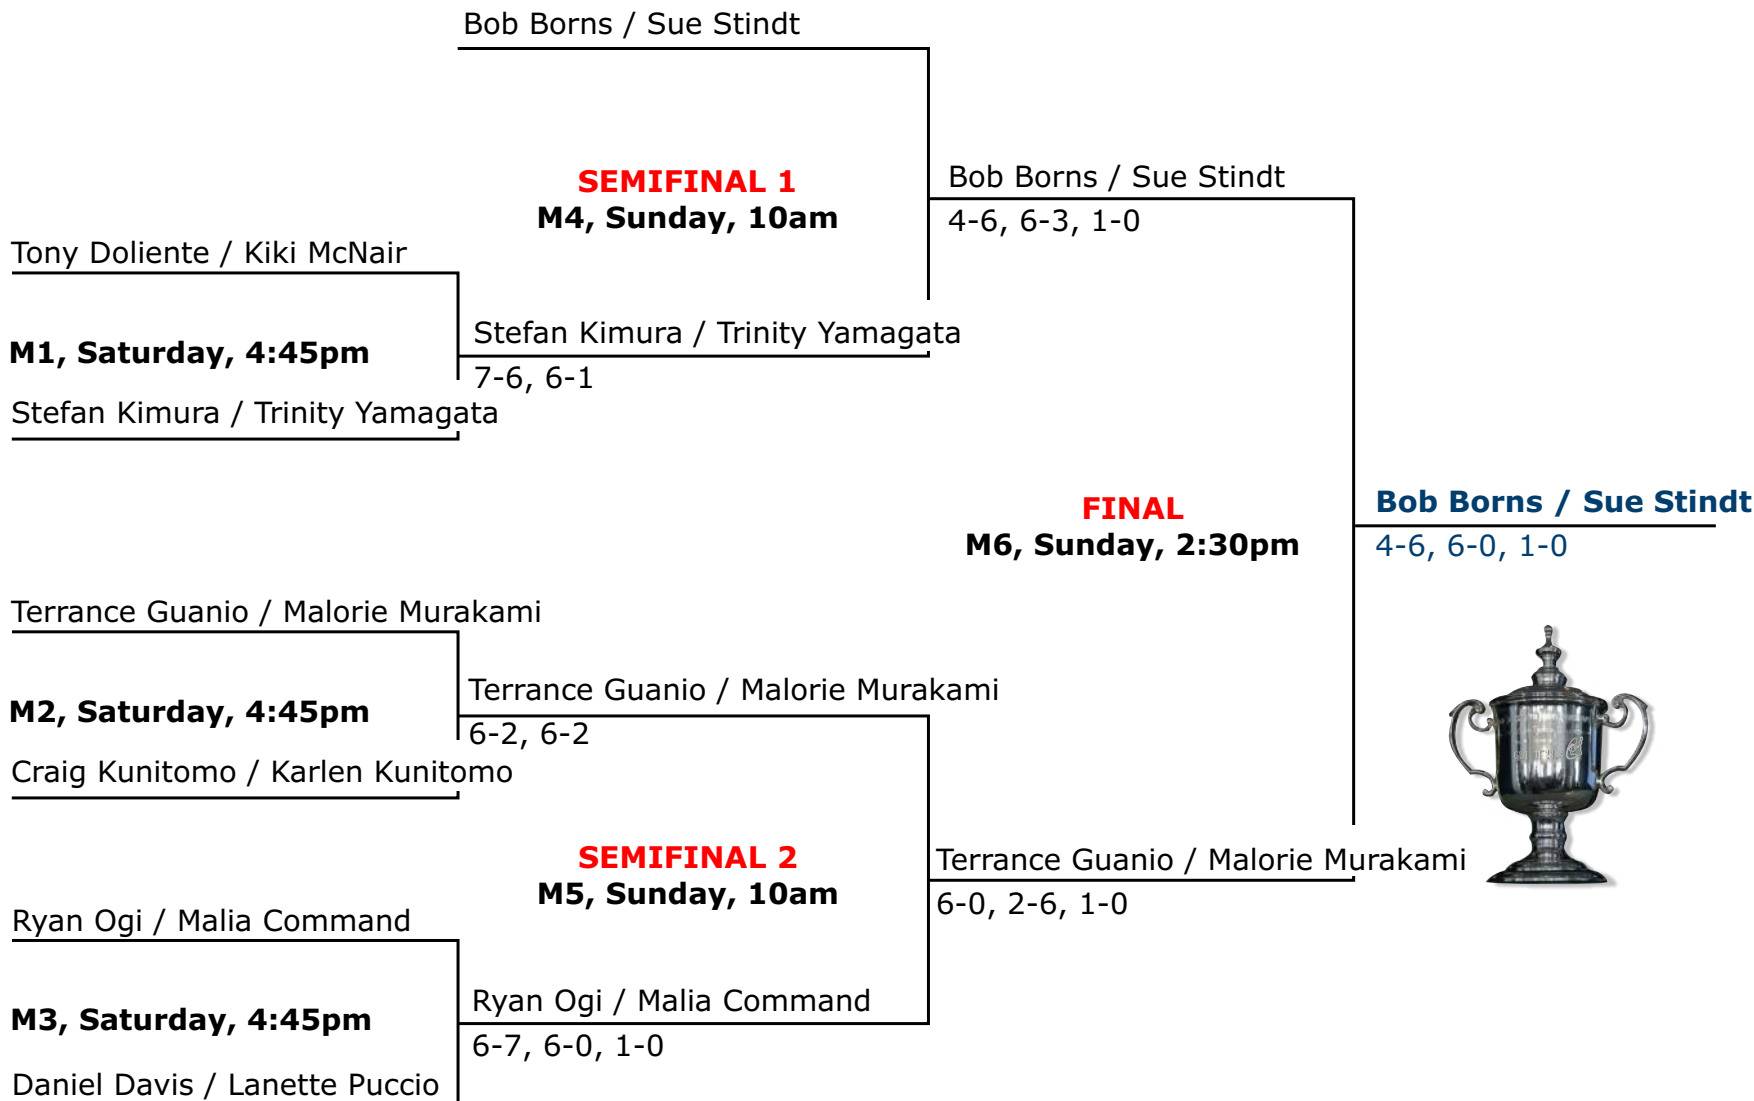 Bob Borns / Sue Stindt
SEMIFINAL 1
M4, Sunday, 10am
Bob Borns / Sue Stindt
4-6, 6-3, 1-0
Tony Doliente / Kiki McNair
M1, Saturday, 4:45pm
Stefan Kimura / Trinity Yamagata
7-6, 6-1
Stefan Kimura / Trinity Yamagata
FINAL
M6, Sunday, 2:30pm
Bob Borns / Sue Stindt
4-6, 6-0, 1-0
Terrance Guanio / Malorie Murakami
M2, Saturday, 4:45pm
Terrance Guanio / Malorie Murakami
6-2, 6-2
Craig Kunitomo / Karlen Kunitomo
SEMIFINAL 2
M5, Sunday, 10am
Terrance Guanio / Malorie Murakami
6-0, 2-6, 1-0
Ryan Ogi / Malia Command
M3, Saturday, 4:45pm
Ryan Ogi / Malia Command
6-7, 6-0, 1-0
Daniel Davis / Lanette Puccio